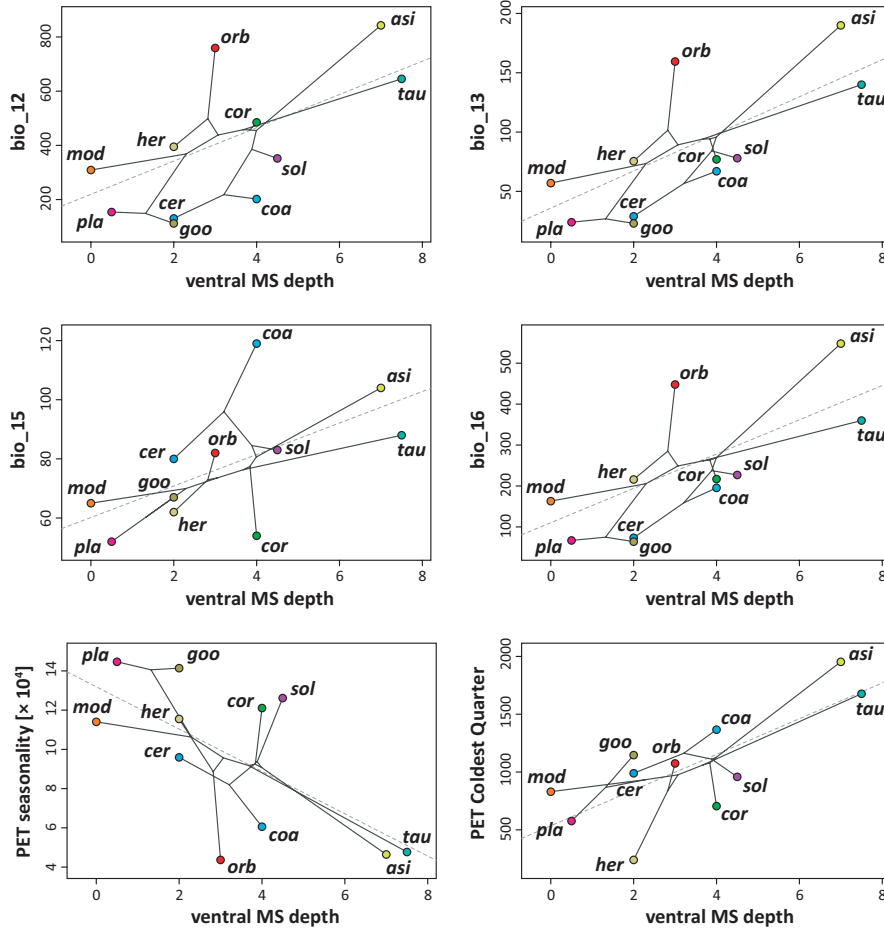 bio_12
800
600
400
200
mod
pla
her
cer
goo
orb
cor
sol
coa
asi
tau
0 2 4 6 8
ventral MS depth
bio_13
200
150
100
50
mod
pla
her
cer
goo
orb
cor
sol
coa
asi
tau
0 2 4 6 8
ventral MS depth
bio_15
120
100
80
60
mod
pla
cer
goo
her
orb
coa
sol
cor
asi
tau
0 2 4 6 8
ventral MS depth
bio_16
500
400
300
200
100
mod
pla
her
cer
goo
orb
cor
sol
coa
asi
tau
0 2 4 6 8
ventral MS depth
PET seasonality [× 10⁴]
14
12
10
8
6
4
pla
goo
mod
her
cer
cor
sol
coa
orb
tau
asi
0 2 4 6 8
ventral MS depth
PET Coldest Quarter
2000
1500
1000
500
mod
pla
goo
cer
orb
coa
sol
cor
her
asi
tau
0 2 4 6 8
ventral MS depth